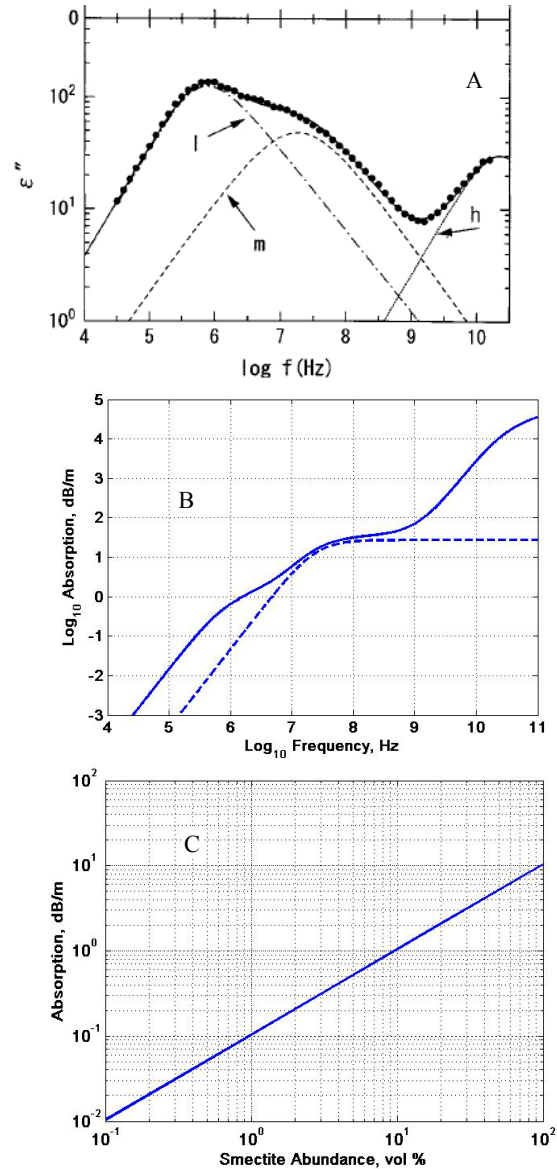 0
A
10²
ε″
l
10¹
m
h
10⁰
4 5 6 7 8 9 10
log f(Hz)
5
4
B
3
2
1
0
-1
-2
-3
Log₁₀ Absorption, dB/m
4 5 6 7 8 9 10 11
Log₁₀ Frequency, Hz
10²
C
10¹
10⁰
10⁻¹
10⁻²
Absorption, dB/m
10⁻¹ 10⁰ 10¹ 10²
Smectite Abundance, vol %